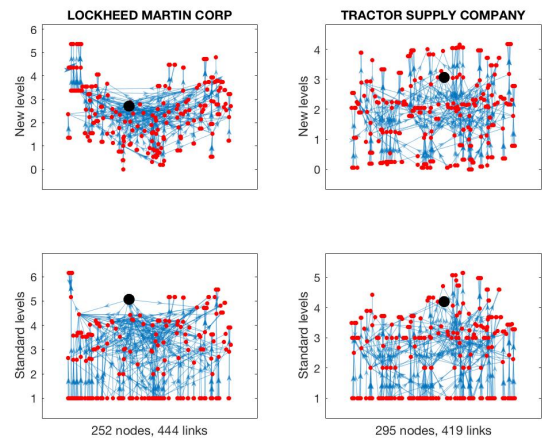 LOCKHEED MARTIN CORP
TRACTOR SUPPLY COMPANY
New levels
6
5
4
3
2
1
0
New levels
4
3
2
1
0
Standard levels
6
5
4
3
2
1
252 nodes, 444 links
Standard levels
5
4
3
2
1
295 nodes, 419 links